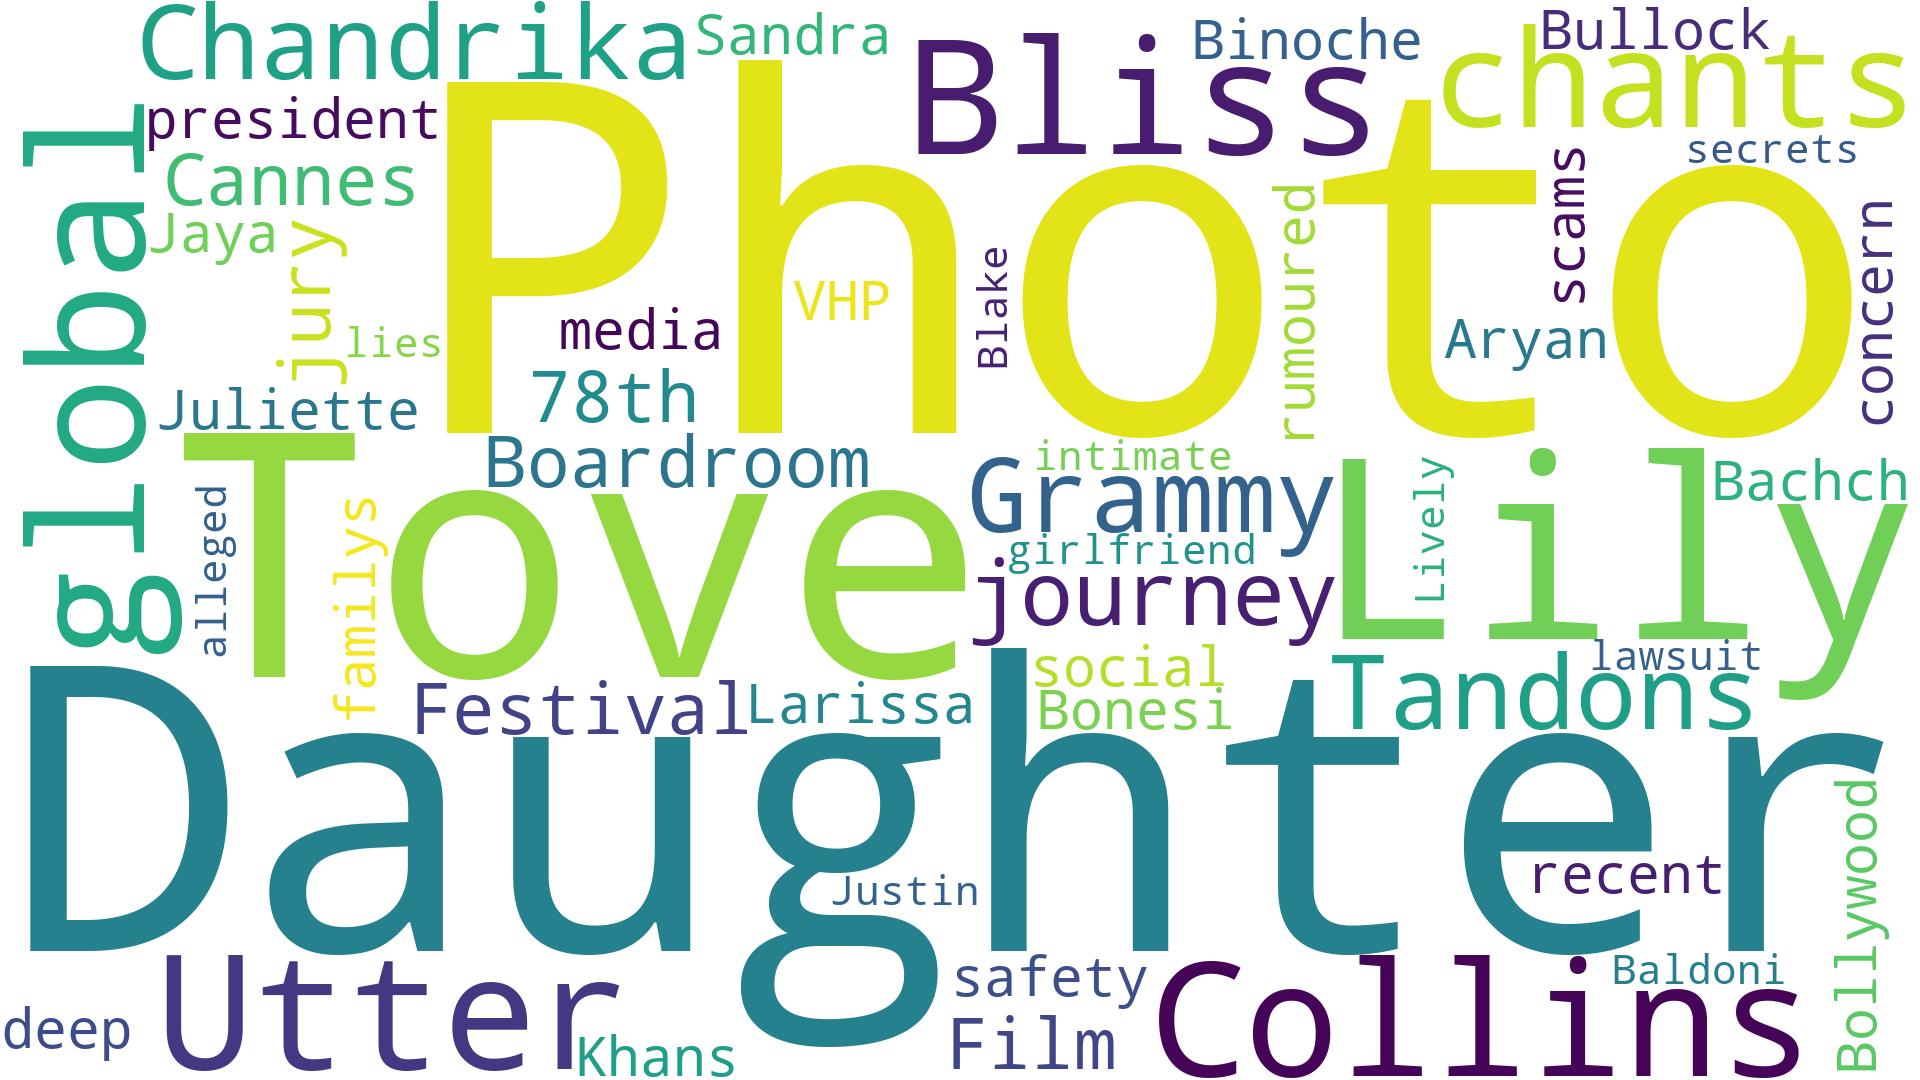 Chandrika
Sandra
Bliss
Binoche
Bullock
chants
president
Photo
secrets
Cannes
scams
global
Jaya
jury
rumoured
concern
VHP
Blake
media
lies
Aryan
78th
Juliette
Tove
Boardroom
intimate
Grammy
Lily
Lively
Bachch
alleged
familys
girlfriend
journey
social
lawsuit
Festival
Larissa
Bonesi
Tandons
Daughter
Bollywood
Justin
recent
Utter
safety
Collins
Baldoni
deep
Khans
Film